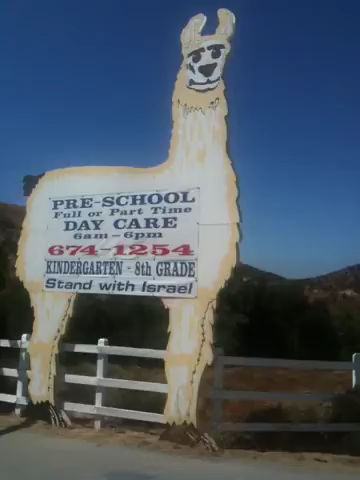 PRE-SCHOOL
Full or Part Time
DAY CARE
6am-6pm
674-1254
KINDERGARTEN - 8th GRADE
Stand with Israel